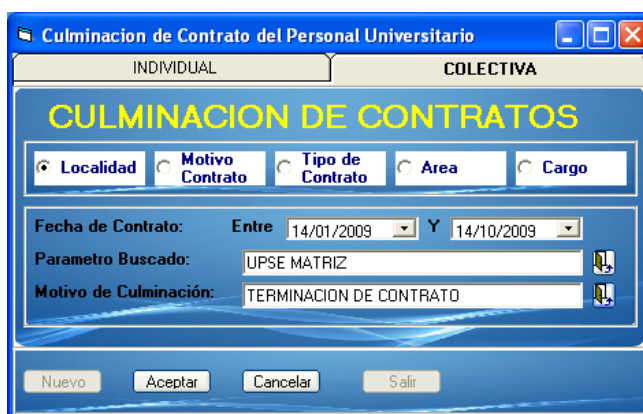 Culminacion de Contrato del Personal Universitario
INDIVIDUAL COLECTIVA
CULMINACION DE CONTRATOS
Localidad Motivo Contrato Tipo de Contrato Area Cargo
Fecha de Contrato: Entre 14/01/2009 Y 14/10/2009
Parametro Buscado: UPSE MATRIZ
Motivo de Culminación: TERMINACION DE CONTRATO
Nuevo Aceptar Cancelar Salir